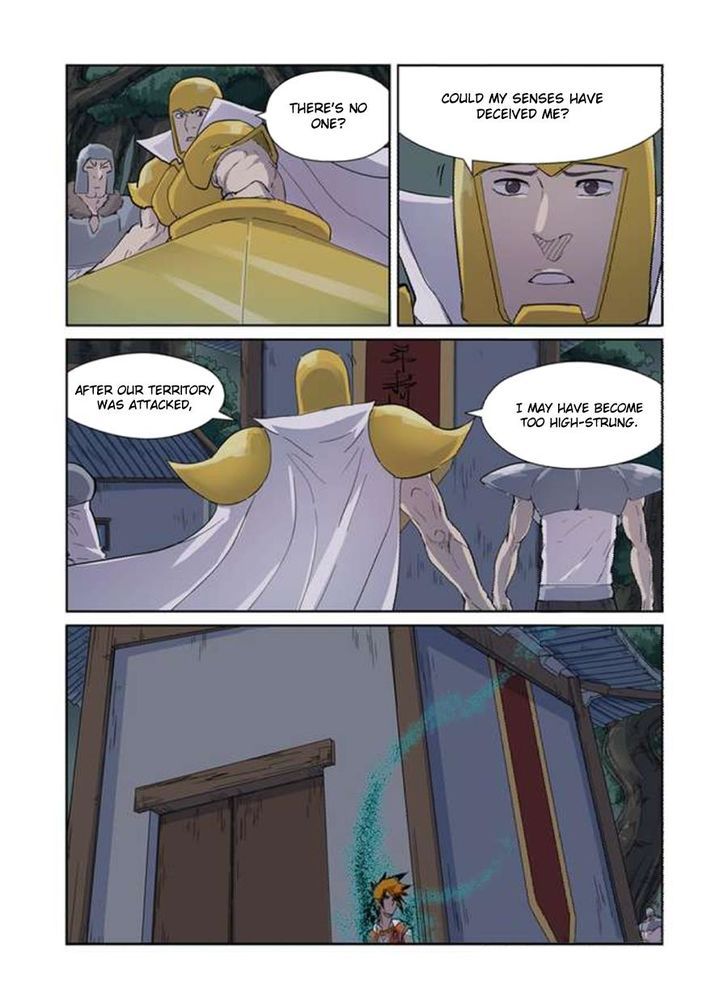 THERE'S NO
ONE?
COULD MY SENSES HAVE
DECEIVED ME?
AFTER OUR TERRITORY
WAS ATTACKED,
I MAY HAVE BECOME
TOO HIGH-STRUNG.